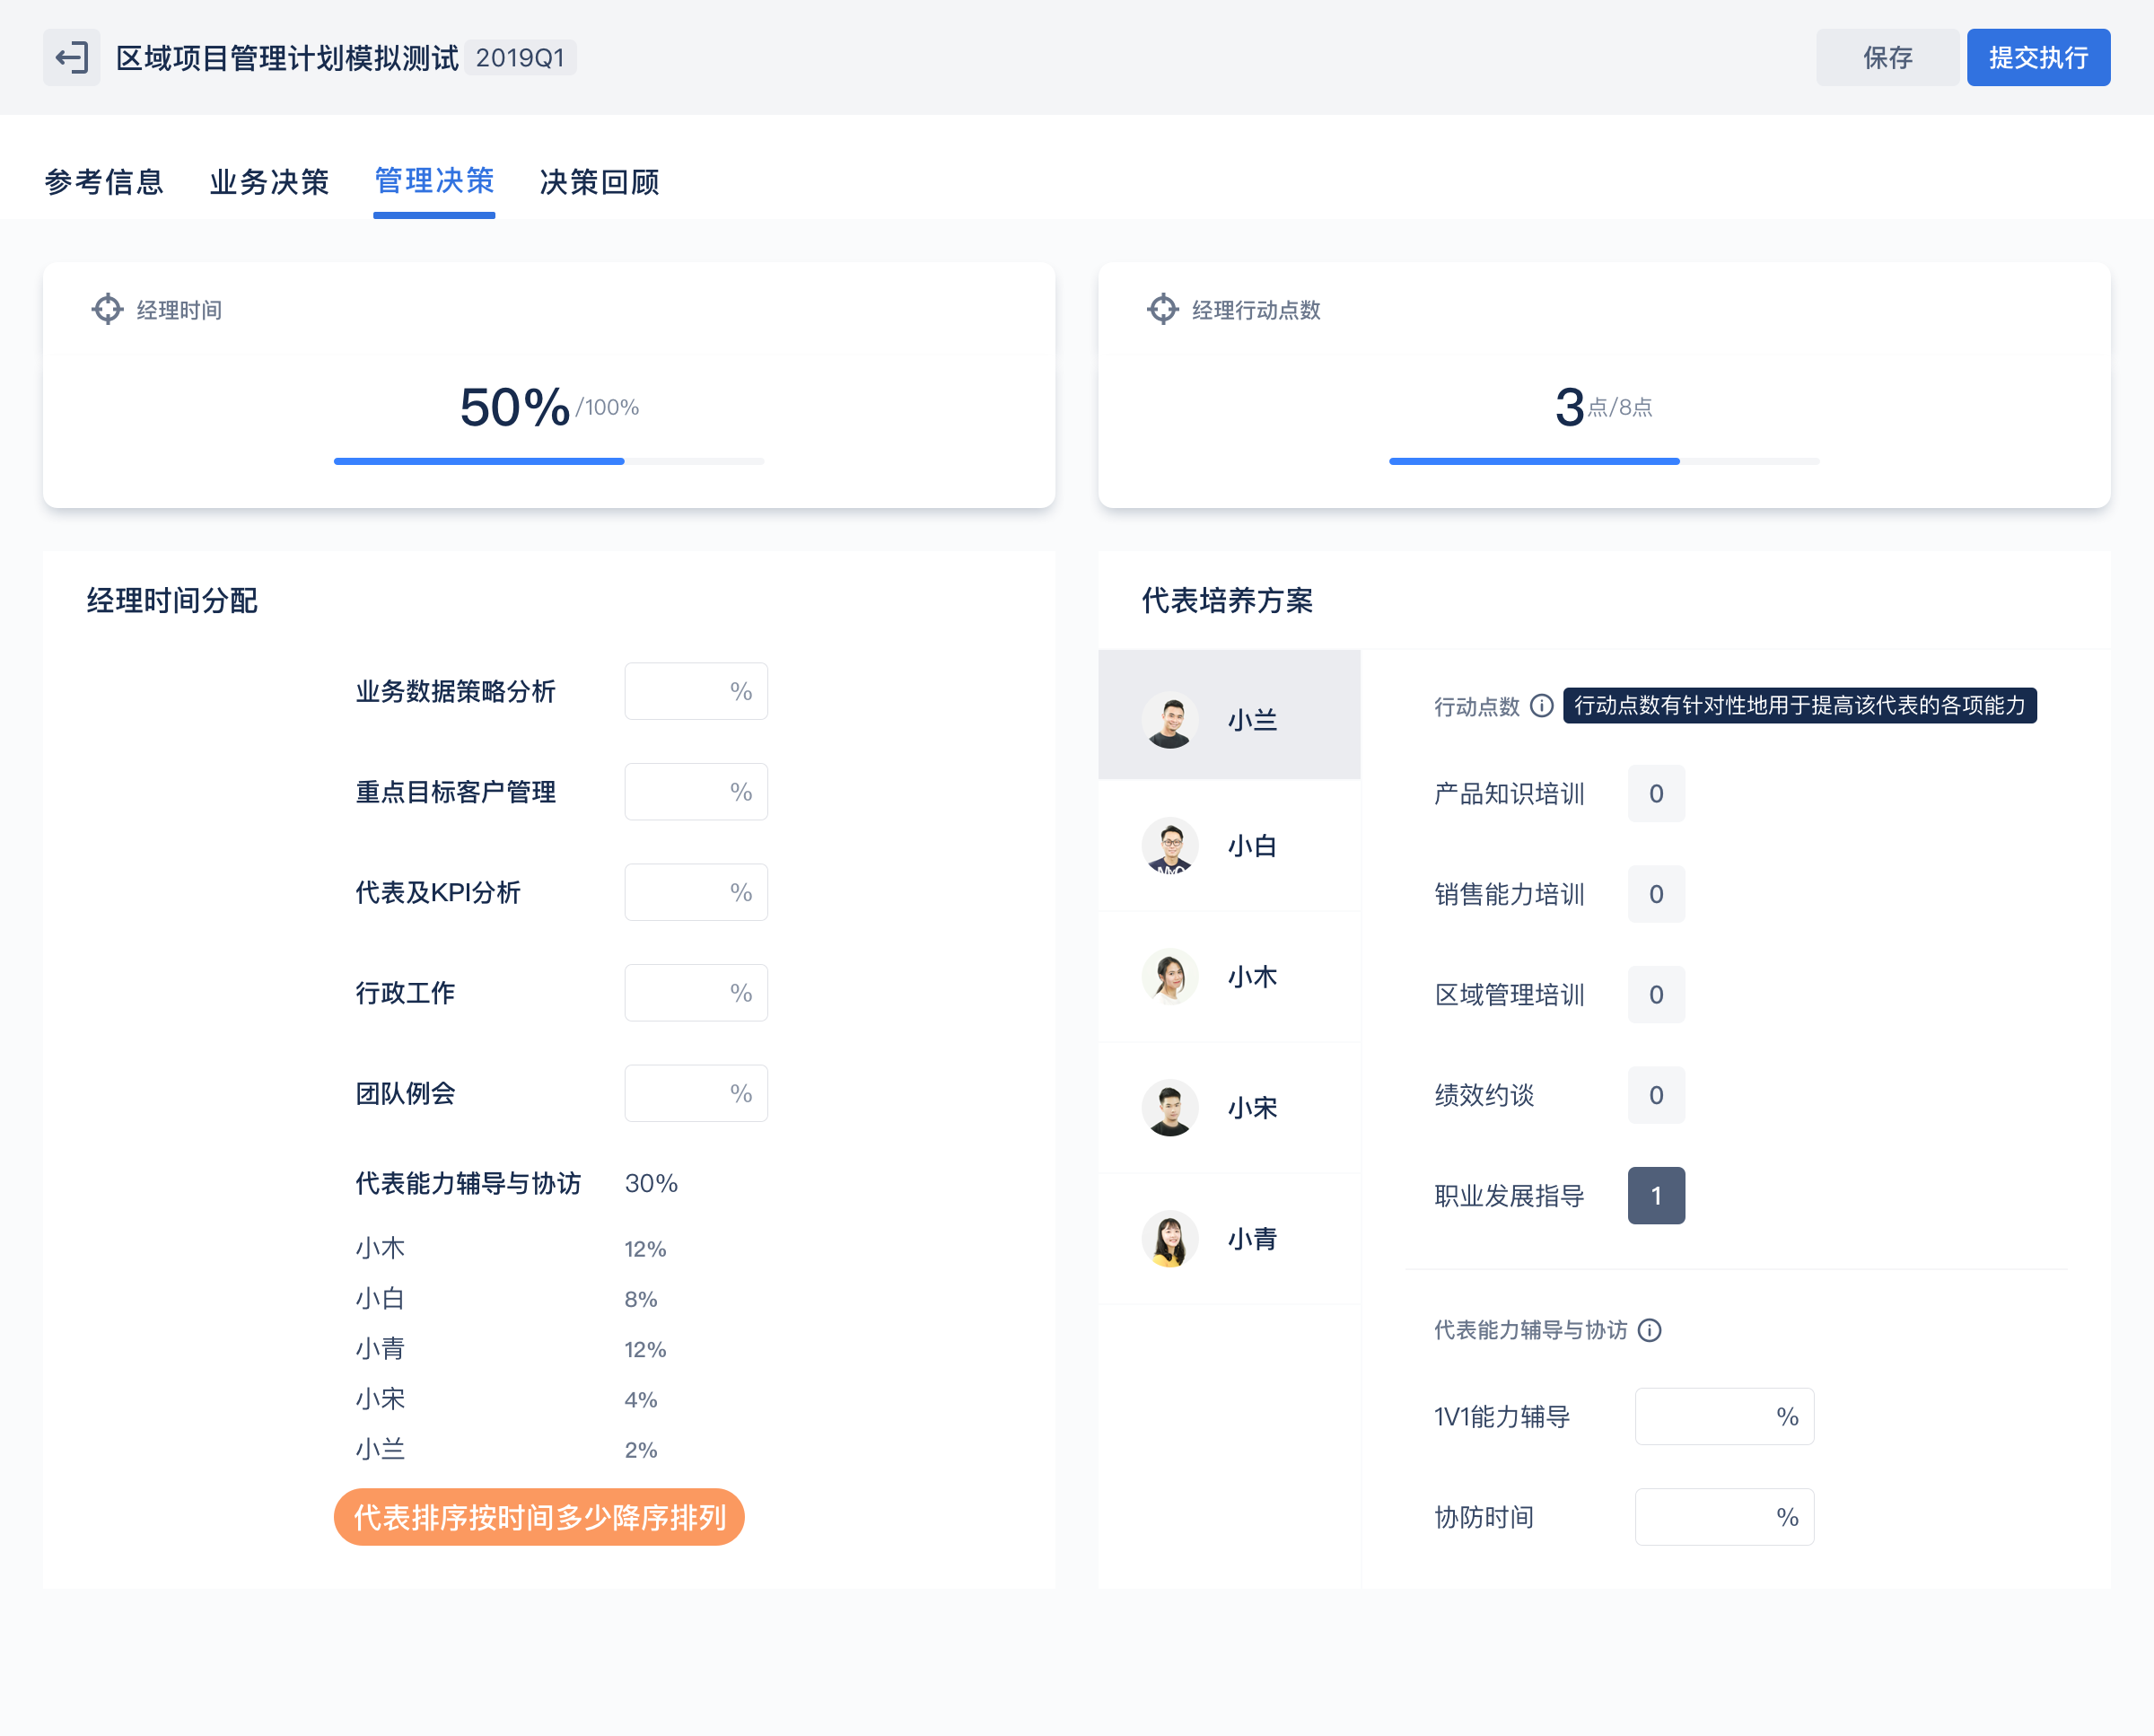 区域项目管理计划模拟测试 2019Q1
保存 提交执行
参考信息 业务决策 管理决策 决策回顾
经理时间
50% /100%
经理行动点数
3点/8点
经理时间分配
业务数据策略分析 %
重点目标客户管理 %
代表及KPI分析 %
行政工作 %
团队例会 %
代表能力辅导与协访 30%
小木 12%
小白 8%
小青 12%
小宋 4%
小兰 2%
代表排序按时间多少降序排列
代表培养方案
小兰
小白
小木
小宋
小青
行动点数 行动点数有针对性地用于提高该代表的各项能力
产品知识培训 0
销售能力培训 0
区域管理培训 0
绩效约谈 0
职业发展指导 1
代表能力辅导与协访
1V1能力辅导 %
协防时间 %